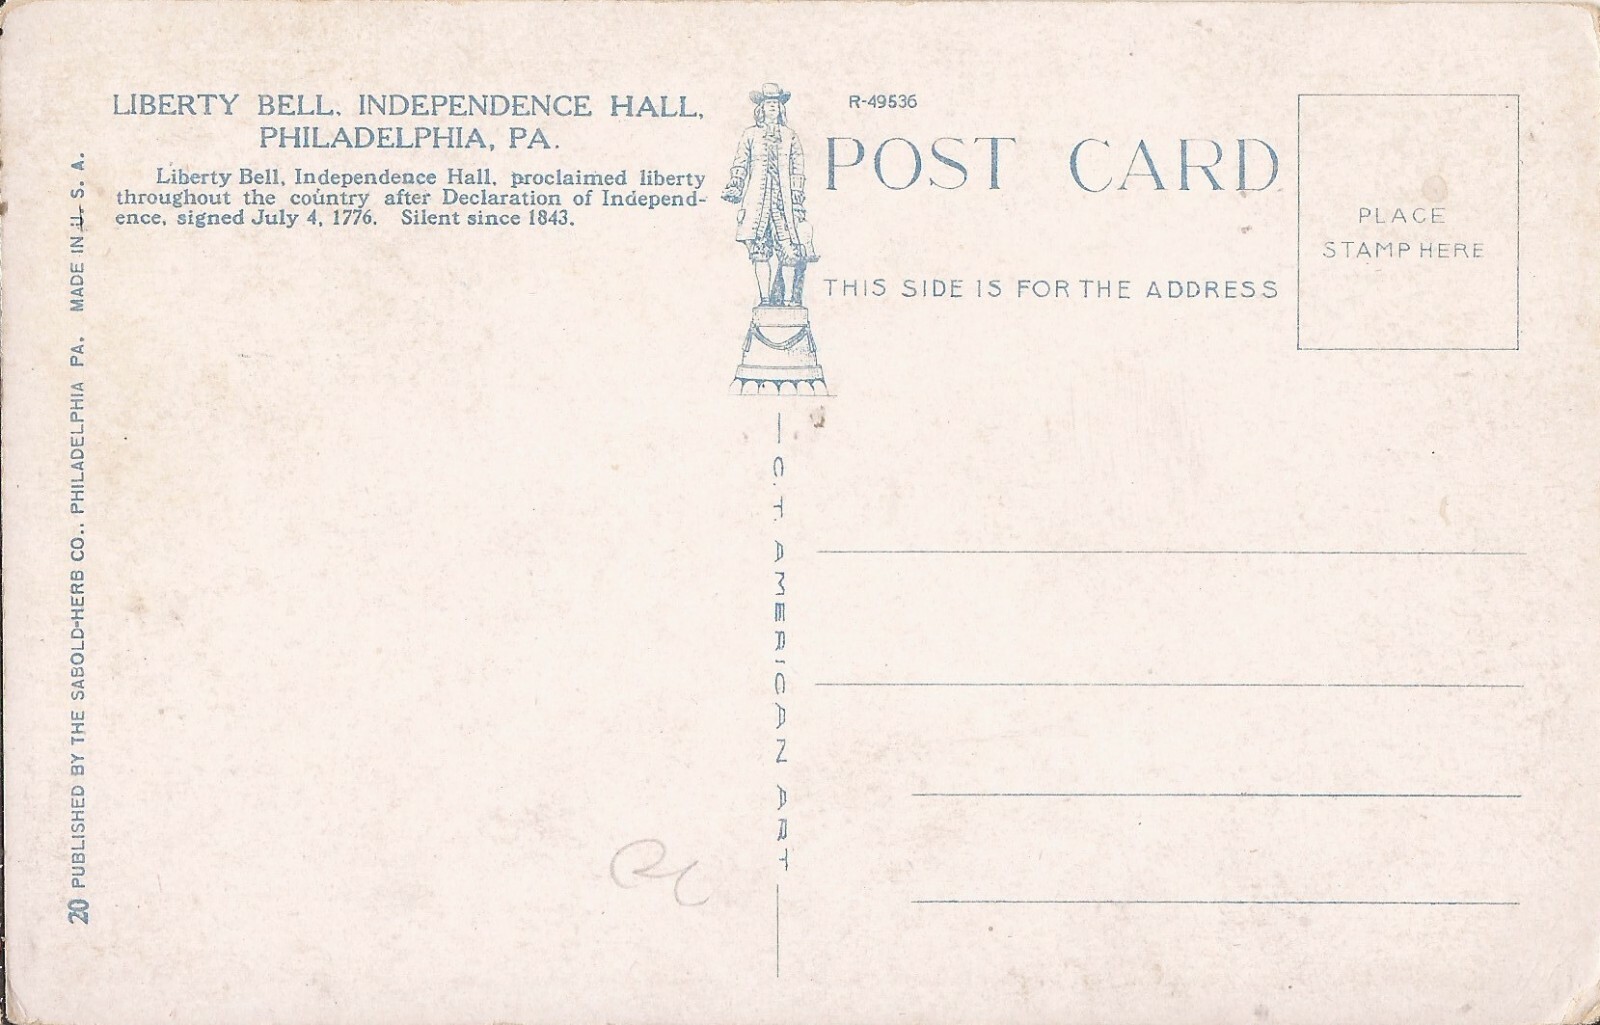 LIBERTY BELL, INDEPENDENCE HALL,
PHILADELPHIA, PA.
Liberty Bell, Independence Hall, proclaimed liberty
throughout the country after Declaration of Independ-
ence, signed July 4, 1776. Silent since 1843.
20 PUBLISHED BY THE SABOLD-HERB CO., PHILADELPHIA PA. MADE IN U. S. A.
R-49536
POST CARD
THIS SIDE IS FOR THE ADDRESS
PLACE
STAMP HERE
C. T. AMERICAN ART